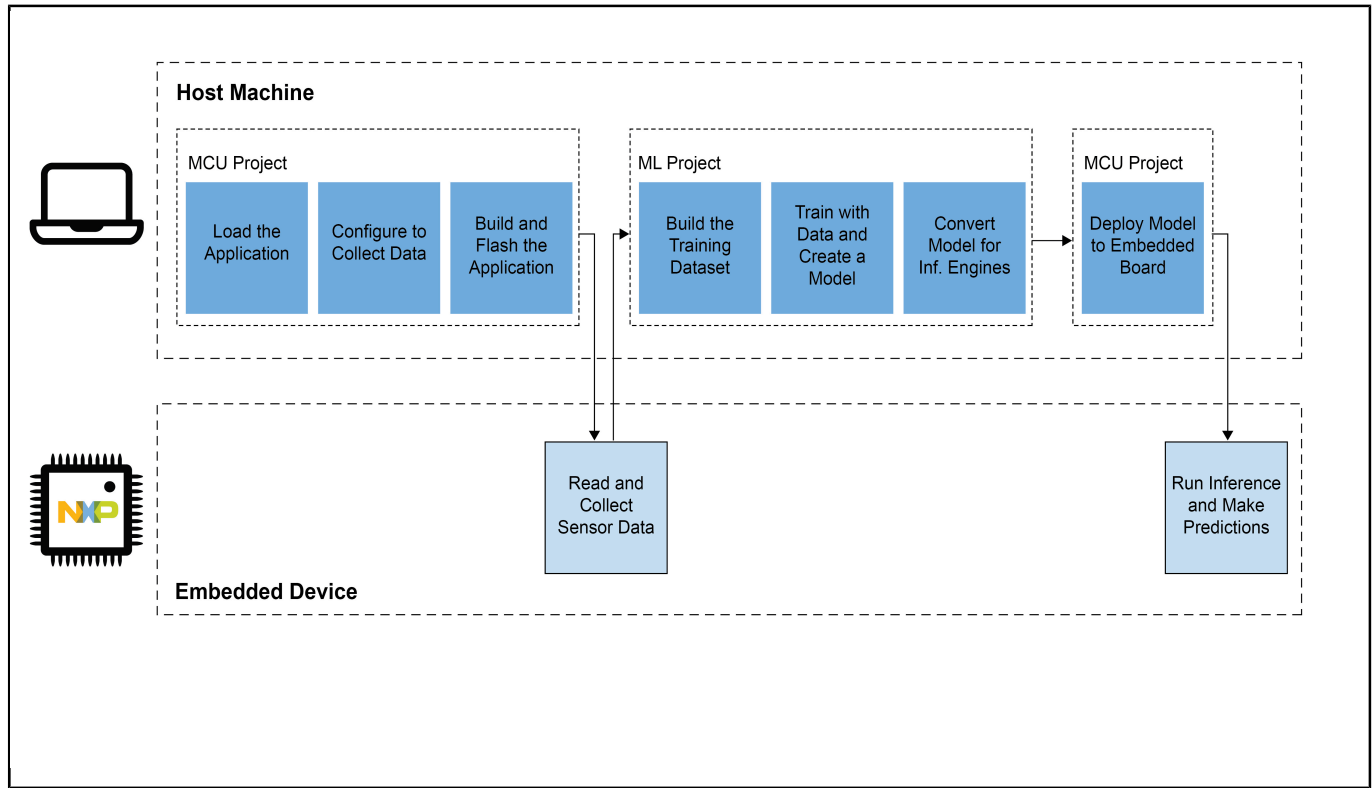 Host Machine
MCU Project
Load the
Application
Configure to
Collect Data
Build and
Flash the
Application
ML Project
Build the
Training
Dataset
Train with
Data and
Create a
Model
Convert
Model for
Inf. Engines
MCU Project
Deploy Model
to Embedded
Board
NXP
Read and
Collect
Sensor Data
Run Inference
and Make
Predictions
Embedded Device